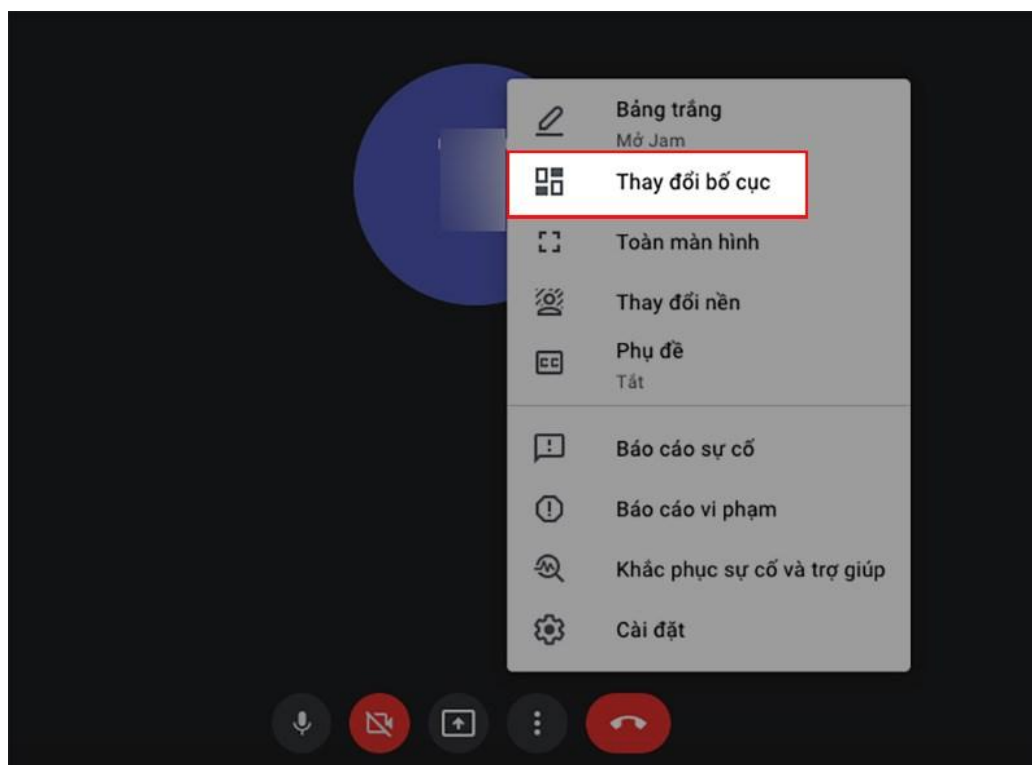 Bảng trắng
Mở Jam
Thay đổi bố cục
Toàn màn hình
Thay đổi nền
Phụ đề
Tắt
Báo cáo sự cố
Báo cáo vi phạm
Khắc phục sự cố và trợ giúp
Cài đặt